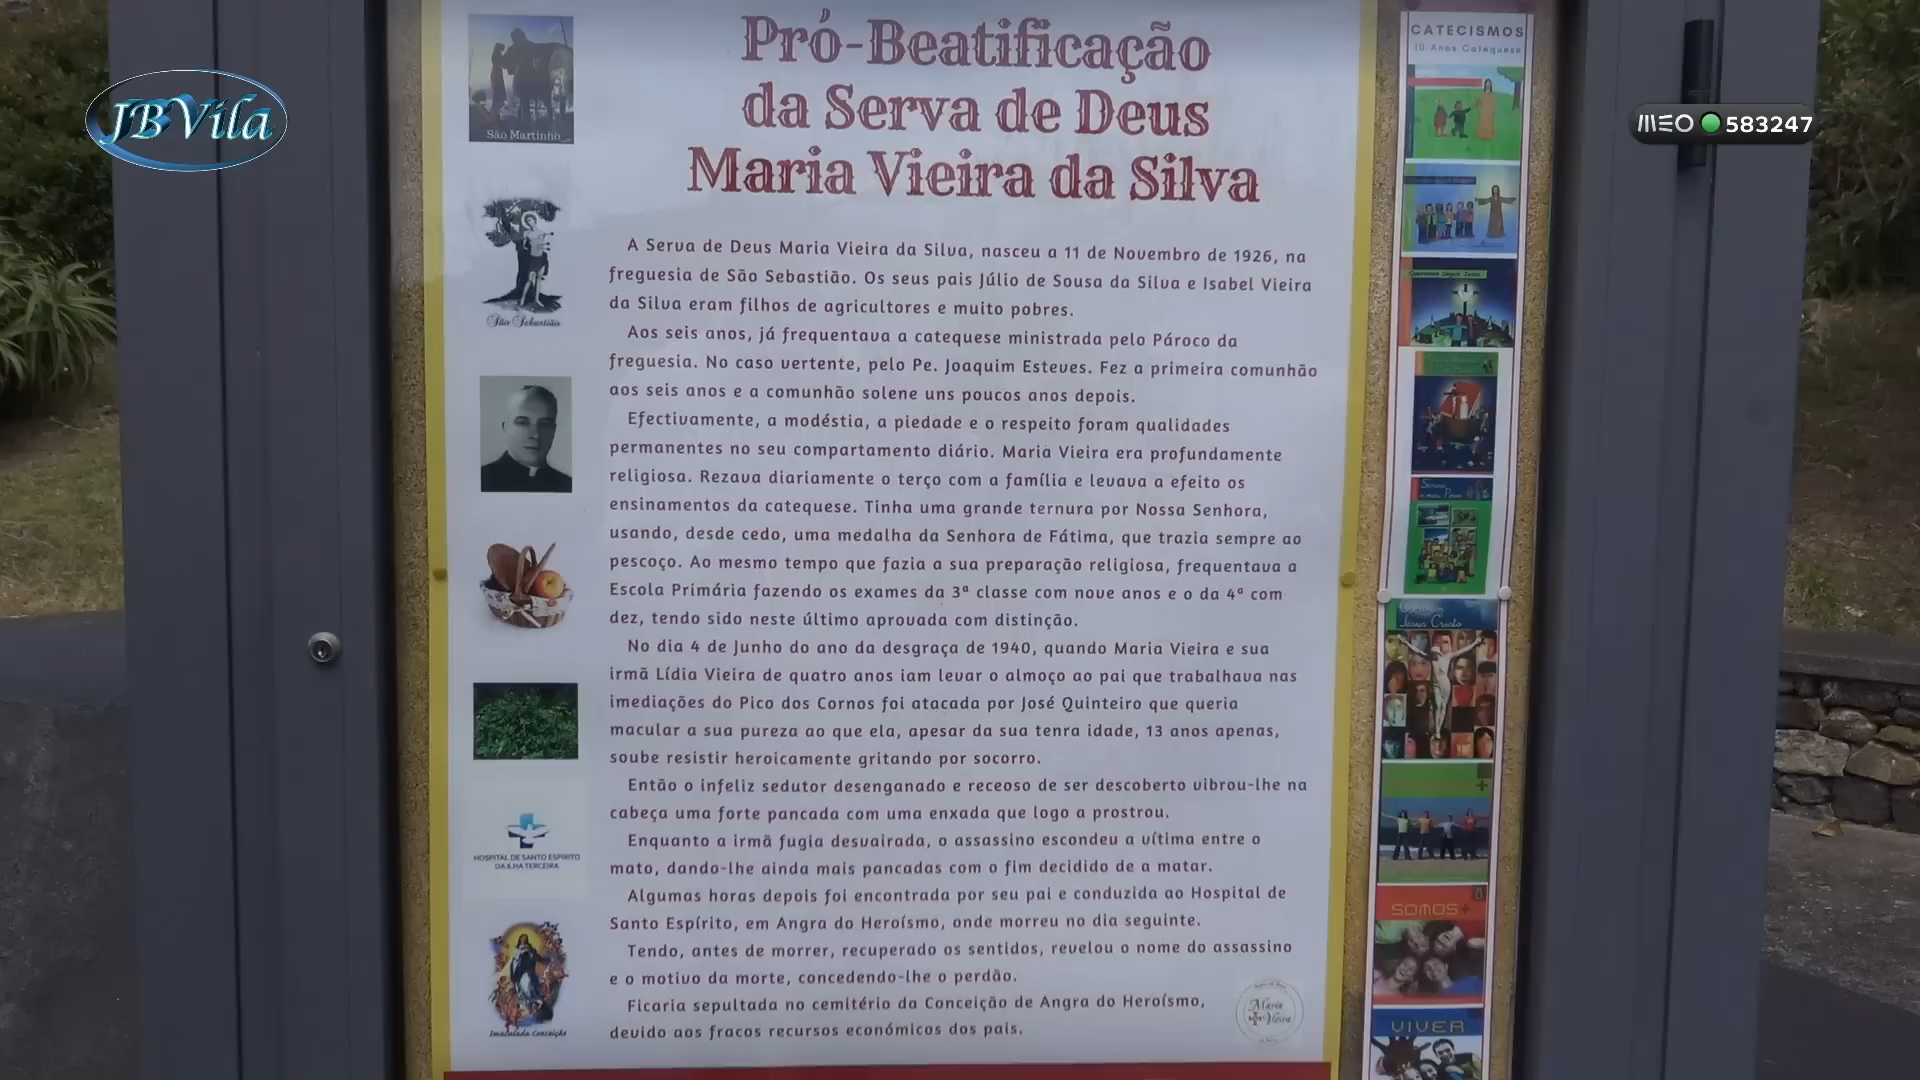 JBVila
MEO 583247
São Martinho
São Sebastião
HOSPITAL DE SANTO ESPÍRITO
DA ILHA TERCEIRA
Imaculada Conceição
Pró-Beatificação
da Serva de Deus
Maria Vieira da Silva
A Serva de Deus Maria Vieira da Silva, nasceu a 11 de Novembro de 1926, na
freguesia de São Sebastião. Os seus pais Júlio de Sousa da Silva e Isabel Vieira
da Silva eram filhos de agricultores e muito pobres.
Aos seis anos, já frequentava a catequese ministrada pelo Pároco da
freguesia. No caso vertente, pelo Pe. Joaquim Esteves. Fez a primeira comunhão
aos seis anos e a comunhão solene uns poucos anos depois.
Efectivamente, a modéstia, a piedade e o respeito foram qualidades
permanentes no seu compartamento diário. Maria Vieira era profundamente
religiosa. Rezava diariamente o terço com a família e levava a efeito os
ensinamentos da catequese. Tinha uma grande ternura por Nossa Senhora,
usando, desde cedo, uma medalha da Senhora de Fátima, que trazia sempre ao
pescoço. Ao mesmo tempo que fazia a sua preparação religiosa, frequentava a
Escola Primária fazendo os exames da 3ª classe com nove anos e o da 4ª com
dez, tendo sido neste último aprovada com distinção.
No dia 4 de Junho do ano da desgraça de 1940, quando Maria Vieira e sua
irmã Lídia Vieira de quatro anos iam levar o almoço ao pai que trabalhava nas
imediações do Pico dos Cornos foi atacada por José Quinteiro que queria
macular a sua pureza ao que ela, apesar da sua tenra idade, 13 anos apenas,
soube resistir heroicamente gritando por socorro.
Então o infeliz sedutor desenganado e receoso de ser descoberto vibrou-lhe na
cabeça uma forte pancada com uma enxada que logo a prostrou.
Enquanto a irmã fugia desvairada, o assassino escondeu a vítima entre o
mato, dando-lhe ainda mais pancadas com o fim decidido de a matar.
Algumas horas depois foi encontrada por seu pai e conduzida ao Hospital de
Santo Espírito, em Angra do Heroísmo, onde morreu no dia seguinte.
Tendo, antes de morrer, recuperado os sentidos, revelou o nome do assassino
e o motivo da morte, concedendo-lhe o perdão.
Ficaria sepultada no cemitério da Conceição de Angra do Heroísmo,
devido aos fracos recursos económicos dos pais.
Maria
Vieira
CATECISMOS
10 Anos Catequese
Queremos seguir Jesus
Jesus Cristo
SOMOS+
VIVER